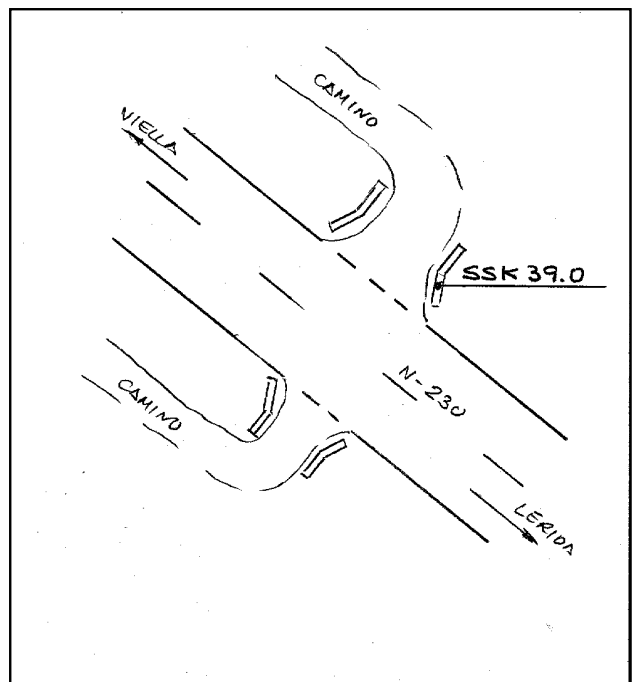 CAMINO
VIELLA
SSK 39.0
N-230
CAMINO
LERIDA